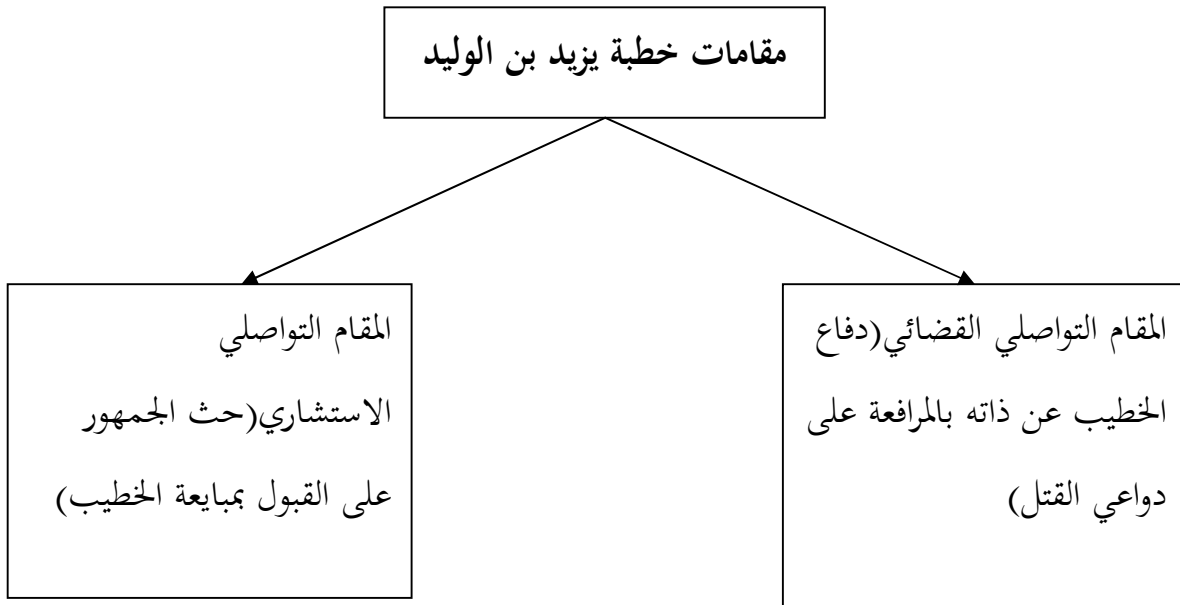 مقامات خطبة يزيد بن الوليد
المقام التواصلي القضائي(دفاع
الخطيب عن ذاته بالمرافعة على
دواعي القتل)
المقام التواصلي
الاستشاري(حث الجمهور
على القبول بمبايعة الخطيب)